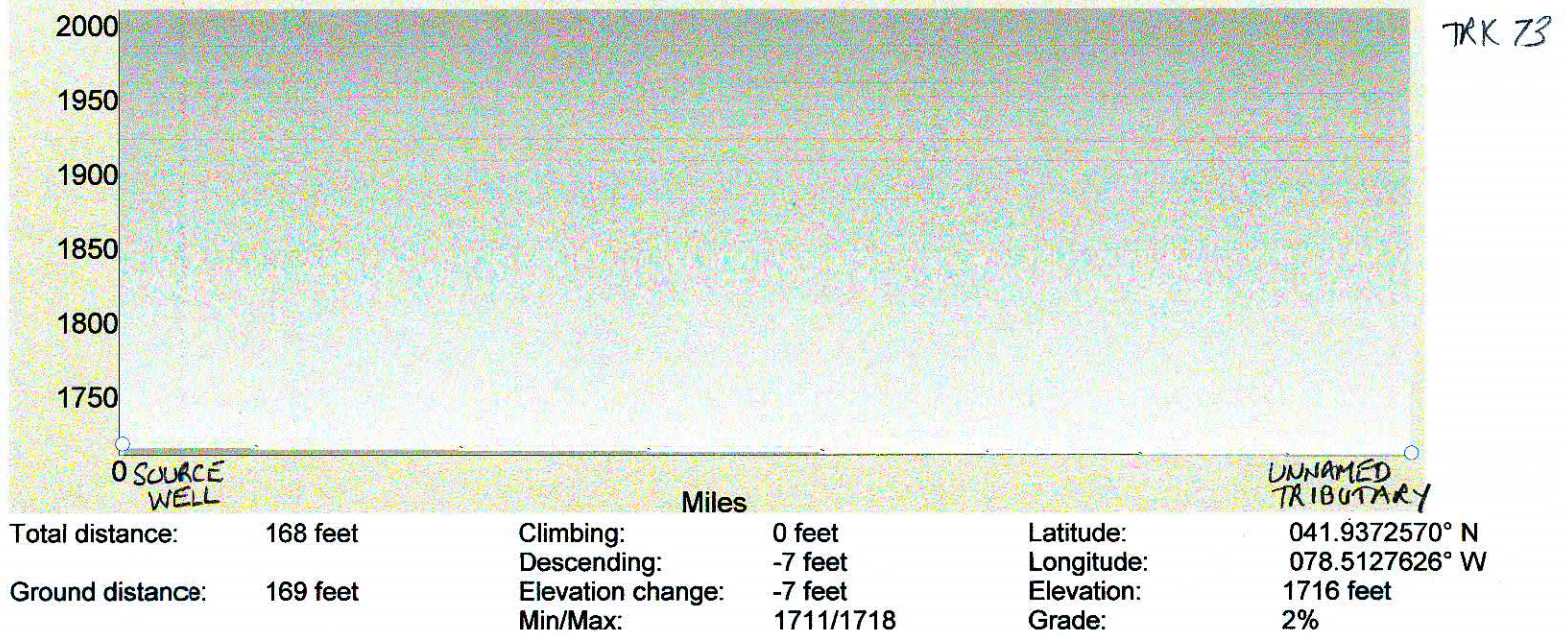 2000
TRK 73
1950
1900
1850
1800
1750
0 SOURCE WELL
UNNAMED TRIBUTARY
Miles
Total distance: 168 feet Climbing: 0 feet Latitude: 041.9372570° N
Descending: -7 feet Longitude: 078.5127626° W
Ground distance: 169 feet Elevation change: -7 feet Elevation: 1716 feet
Min/Max: 1711/1718 Grade: 2%